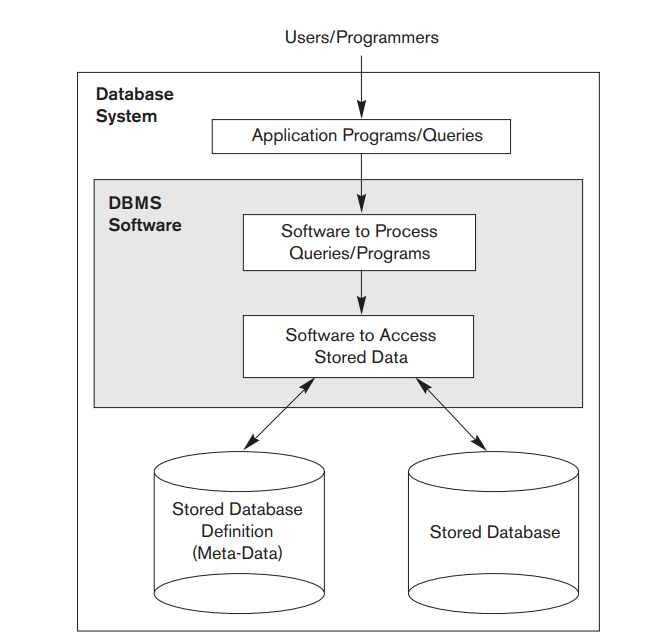 Users/Programmers
Database
System
Application Programs/Queries
DBMS
Software
Software to Process
Queries/Programs
Software to Access
Stored Data
Stored Database
Definition
(Meta-Data)
Stored Database